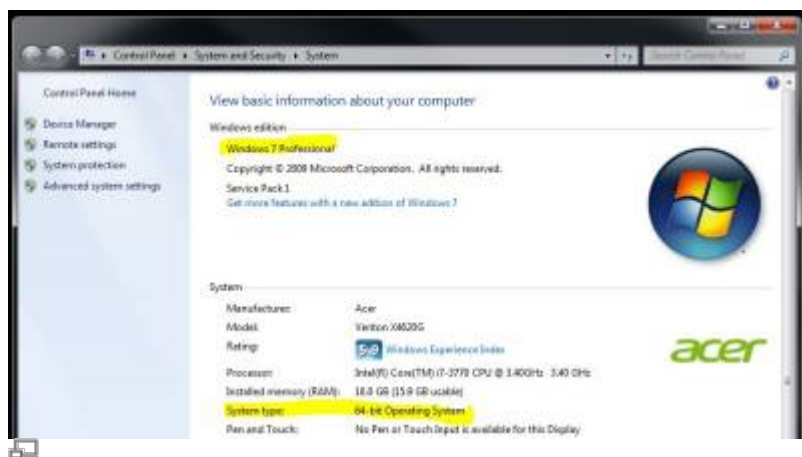 Control Panel ▸ System and Security ▸ System
Search Control Panel
Control Panel Home
Device Manager
Remote settings
System protection
Advanced system settings
View basic information about your computer
Windows edition
Windows 7 Professional
Copyright © 2009 Microsoft Corporation. All rights reserved.
Service Pack 1
Get more features with a new edition of Windows 7
System
Manufacturer: Acer
Model: Veriton X4620G
Rating: 5.9 Windows Experience Index
Processor: Intel(R) Core(TM) i7-3770 CPU @ 3.40GHz 3.40 GHz
Installed memory (RAM): 16.0 GB (15.9 GB usable)
System type: 64-bit Operating System
Pen and Touch: No Pen or Touch Input is available for this Display
acer